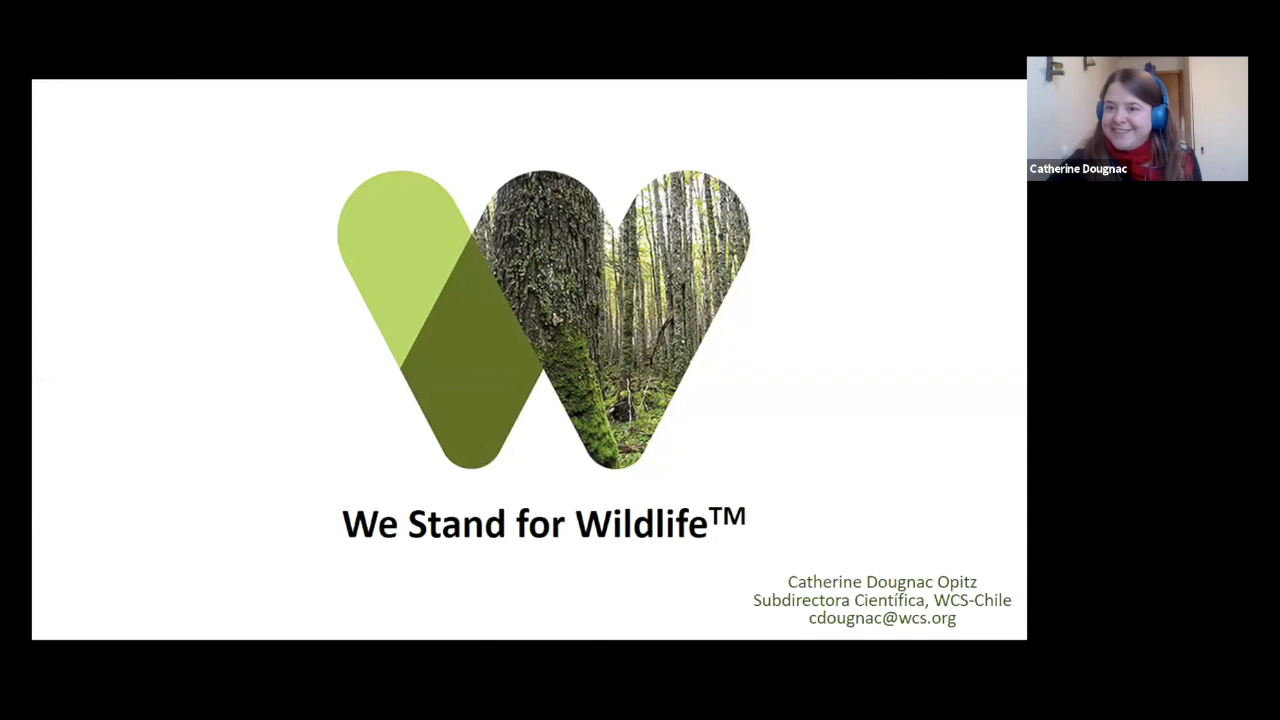 Catherine Dougnac
We Stand for Wildlife™
Catherine Dougnac Opitz
Subdirectora Científica, WCS-Chile
cdougnac@wcs.org